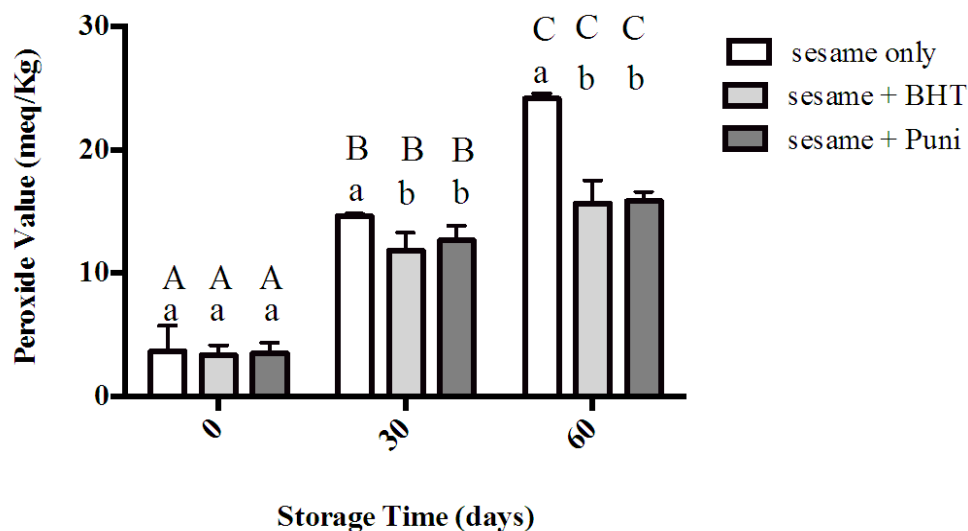 Peroxide Value (meq/Kg)
30
20
10
0
A A A
a a a
B B B
a b b
C C C
a b b
0 30 60
Storage Time (days)
sesame only
sesame + BHT
sesame + Puni